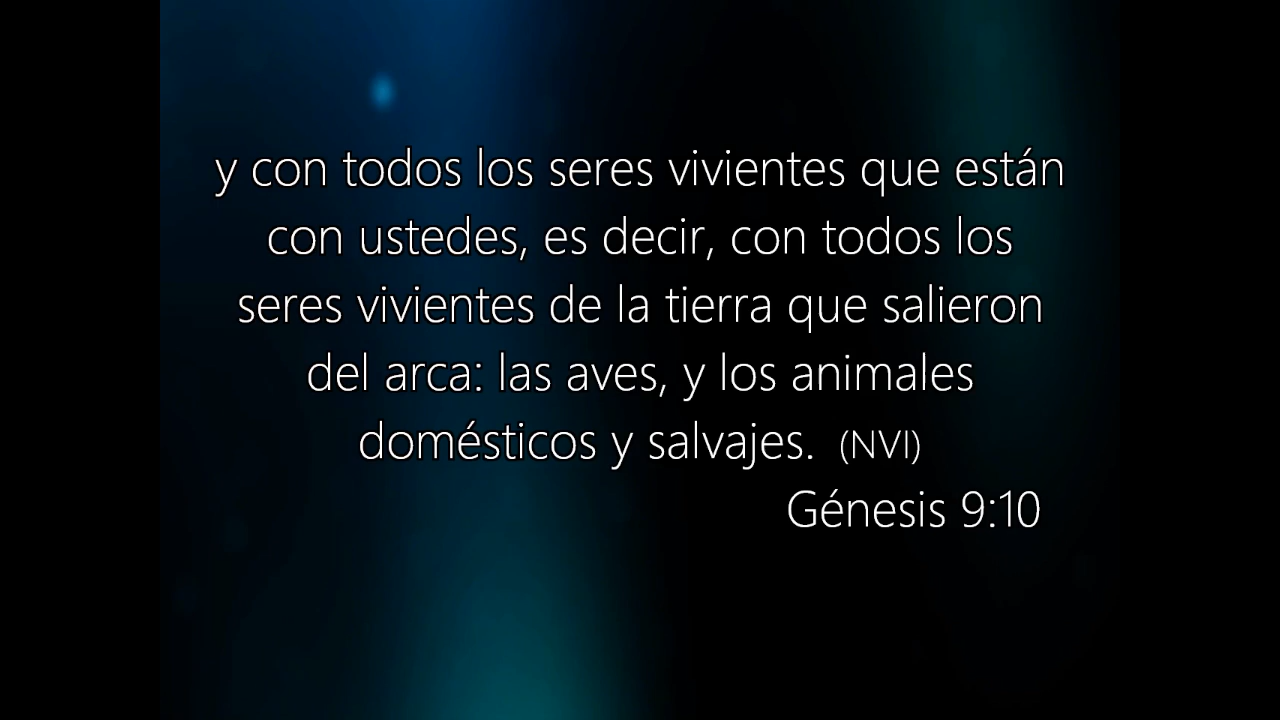 y con todos los seres vivientes que están
con ustedes, es decir, con todos los
seres vivientes de la tierra que salieron
del arca: las aves, y los animales
domésticos y salvajes. (NVI)
Génesis 9:10